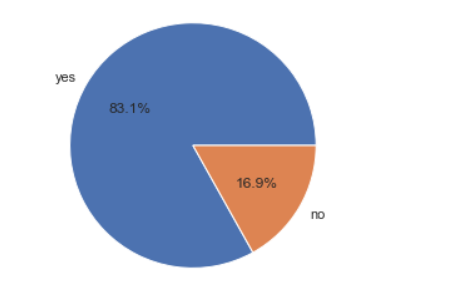 yes
83.1%
16.9%
no